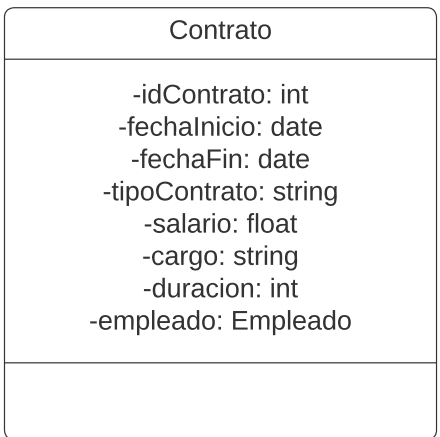 Contrato
-idContrato: int
-fechaInicio: date
-fechaFin: date
-tipoContrato: string
-salario: float
-cargo: string
-duracion: int
-empleado: Empleado